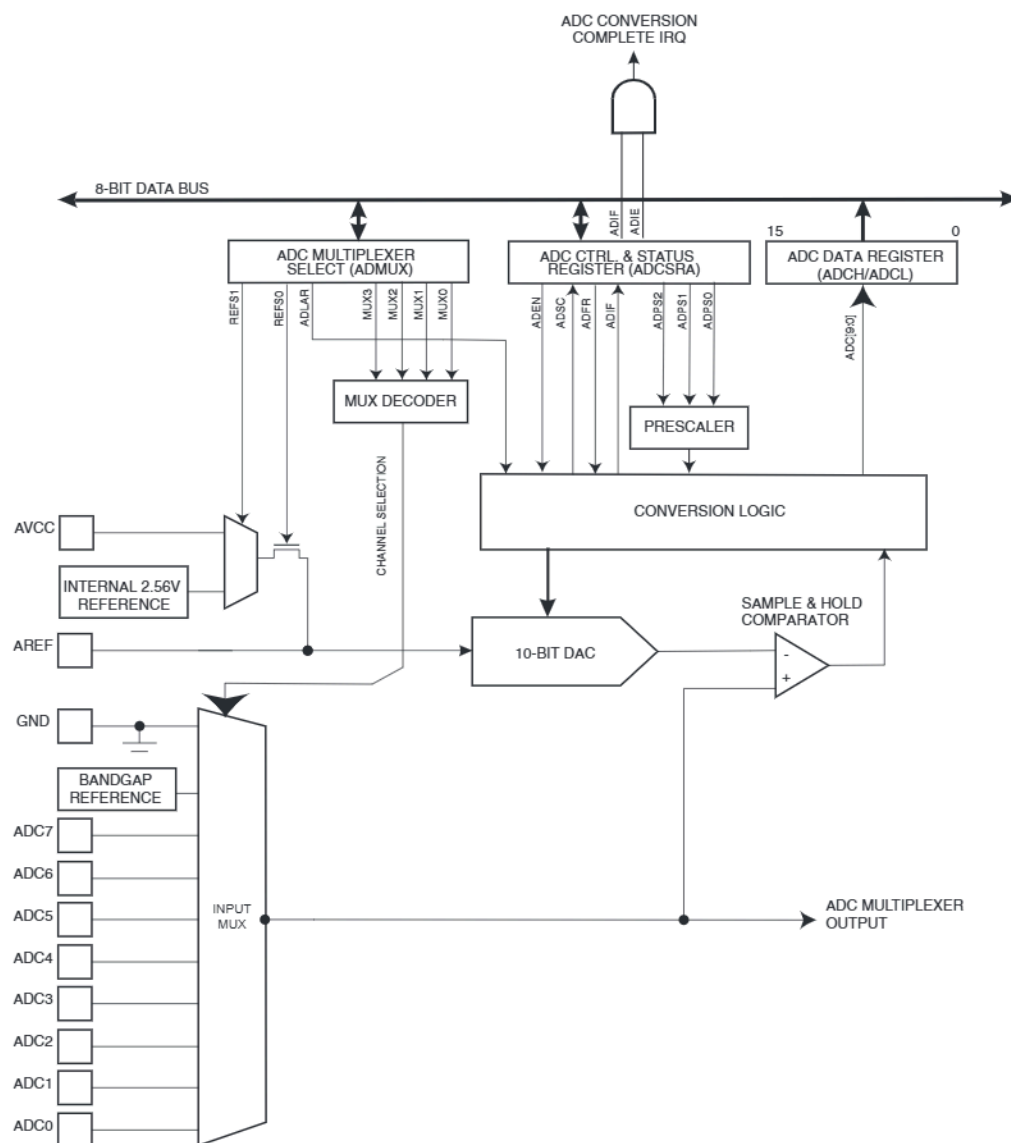 ADC CONVERSION
COMPLETE IRQ
8-BIT DATA BUS
ADIF
ADIE
15
0
ADC MULTIPLEXER
SELECT (ADMUX)
ADC CTRL. & STATUS
REGISTER (ADCSRA)
ADC DATA REGISTER
(ADCH/ADCL)
REFS1
REFS0
ADLAR
MUX3
MUX2
MUX1
MUX0
ADEN
ADSC
ADFR
ADIF
ADPS2
ADPS1
ADPS0
ADC[9:0]
MUX DECODER
PRESCALER
CHANNEL SELECTION
CONVERSION LOGIC
AVCC
INTERNAL 2.56V
REFERENCE
SAMPLE & HOLD
COMPARATOR
AREF
10-BIT DAC
-
+
GND
BANDGAP
REFERENCE
ADC7
ADC6
ADC5
INPUT
MUX
ADC MULTIPLEXER
OUTPUT
ADC4
ADC3
ADC2
ADC1
ADC0